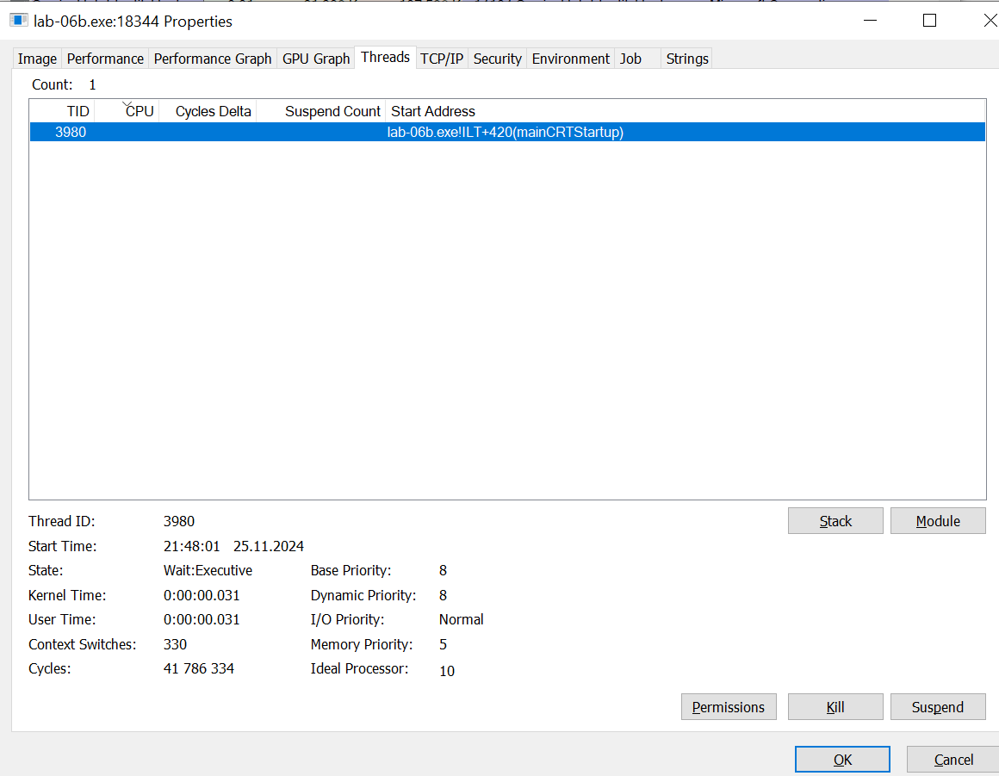 lab-06b.exe:18344 Properties
Image Performance Performance Graph GPU Graph Threads TCP/IP Security Environment Job Strings
Count: 1
TID CPU Cycles Delta Suspend Count Start Address
3980 lab-06b.exe!ILT+420(mainCRTStartup)
Thread ID: 3980 Stack Module
Start Time: 21:48:01 25.11.2024
State: Wait:Executive Base Priority: 8
Kernel Time: 0:00:00.031 Dynamic Priority: 8
User Time: 0:00:00.031 I/O Priority: Normal
Context Switches: 330 Memory Priority: 5
Cycles: 41 786 334 Ideal Processor: 10
Permissions Kill Suspend
OK Cancel